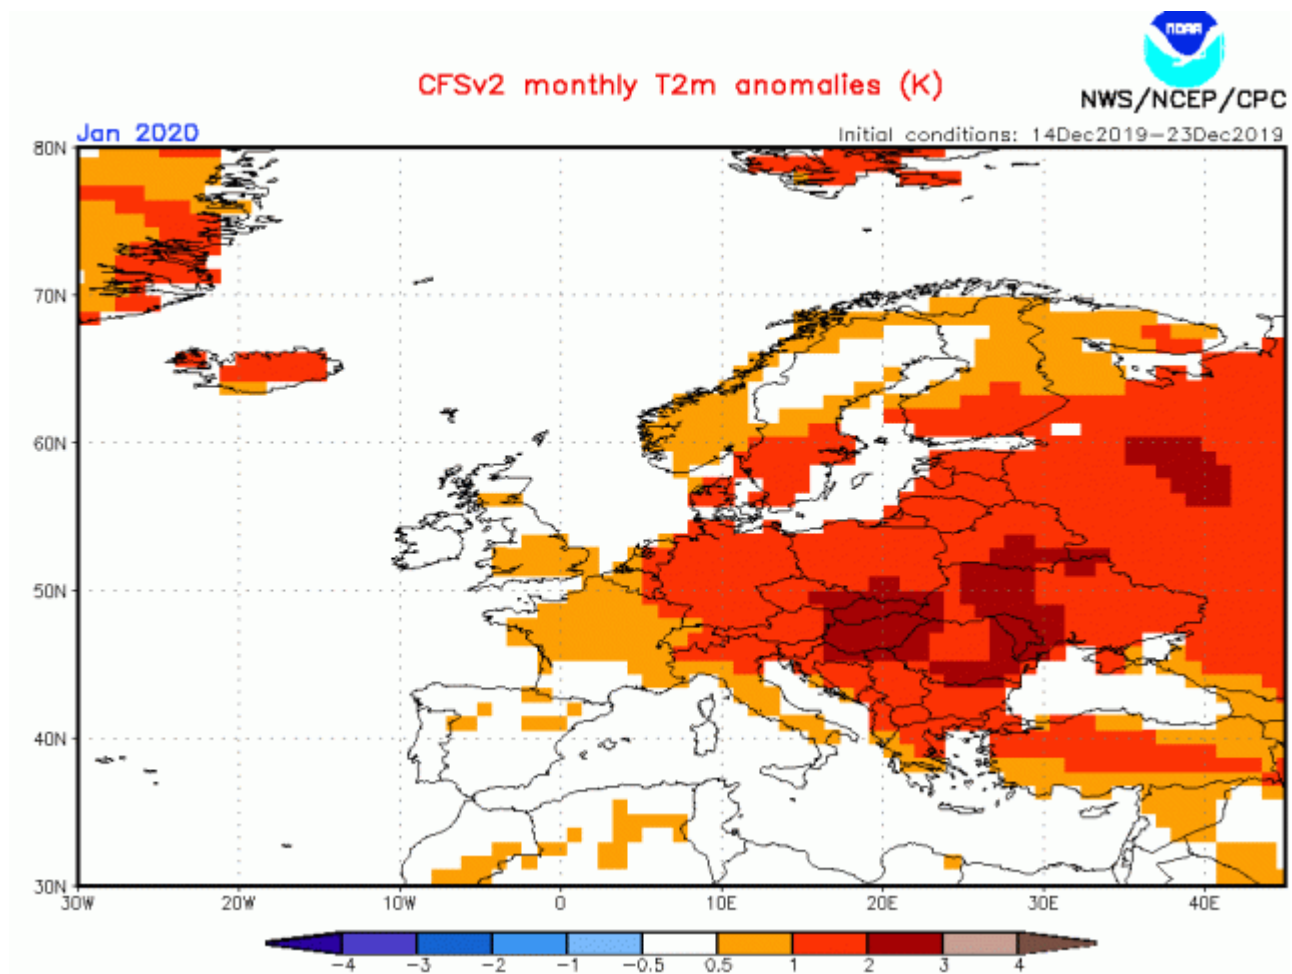 NOAA
CFSv2 monthly T2m anomalies (K)
NWS/NCEP/CPC
Jan 2020
Initial conditions: 14Dec2019-23Dec2019
80N
70N
60N
50N
40N
30N
30W 20W 10W 0 10E 20E 30E 40E
-4 -3 -2 -1 -0.5 0.5 1 2 3 4